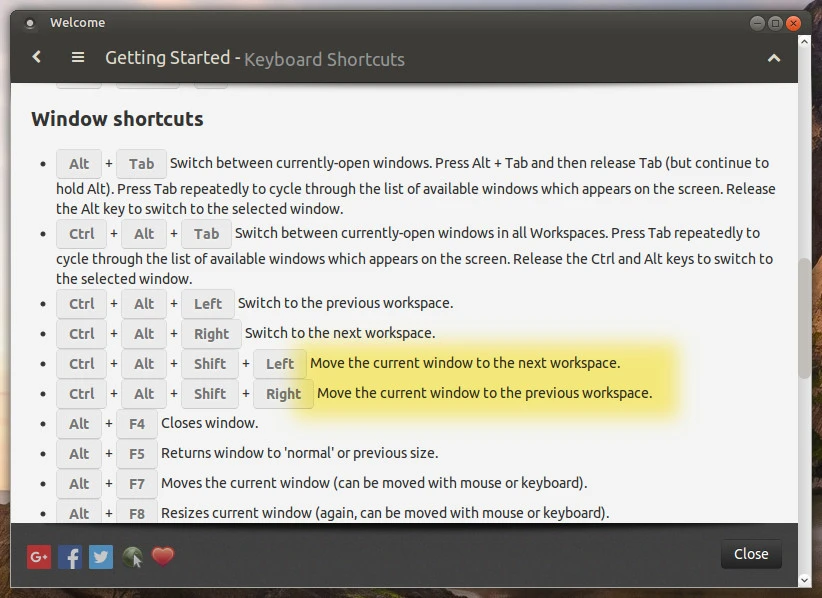 Welcome
Getting Started - Keyboard Shortcuts
Window shortcuts
Alt + Tab Switch between currently-open windows. Press Alt + Tab and then release Tab (but continue to
hold Alt). Press Tab repeatedly to cycle through the list of available windows which appears on the screen. Release
the Alt key to switch to the selected window.
Ctrl + Alt + Tab Switch between currently-open windows in all Workspaces. Press Tab repeatedly to
cycle through the list of available windows which appears on the screen. Release the Ctrl and Alt keys to switch to
the selected window.
Ctrl + Alt + Left Switch to the previous workspace.
Ctrl + Alt + Right Switch to the next workspace.
Ctrl + Alt + Shift + Left Move the current window to the next workspace.
Ctrl + Alt + Shift + Right Move the current window to the previous workspace.
Alt + F4 Closes window.
Alt + F5 Returns window to 'normal' or previous size.
Alt + F7 Moves the current window (can be moved with mouse or keyboard).
Alt + F8 Resizes current window (again, can be moved with mouse or keyboard).
G+ f Close